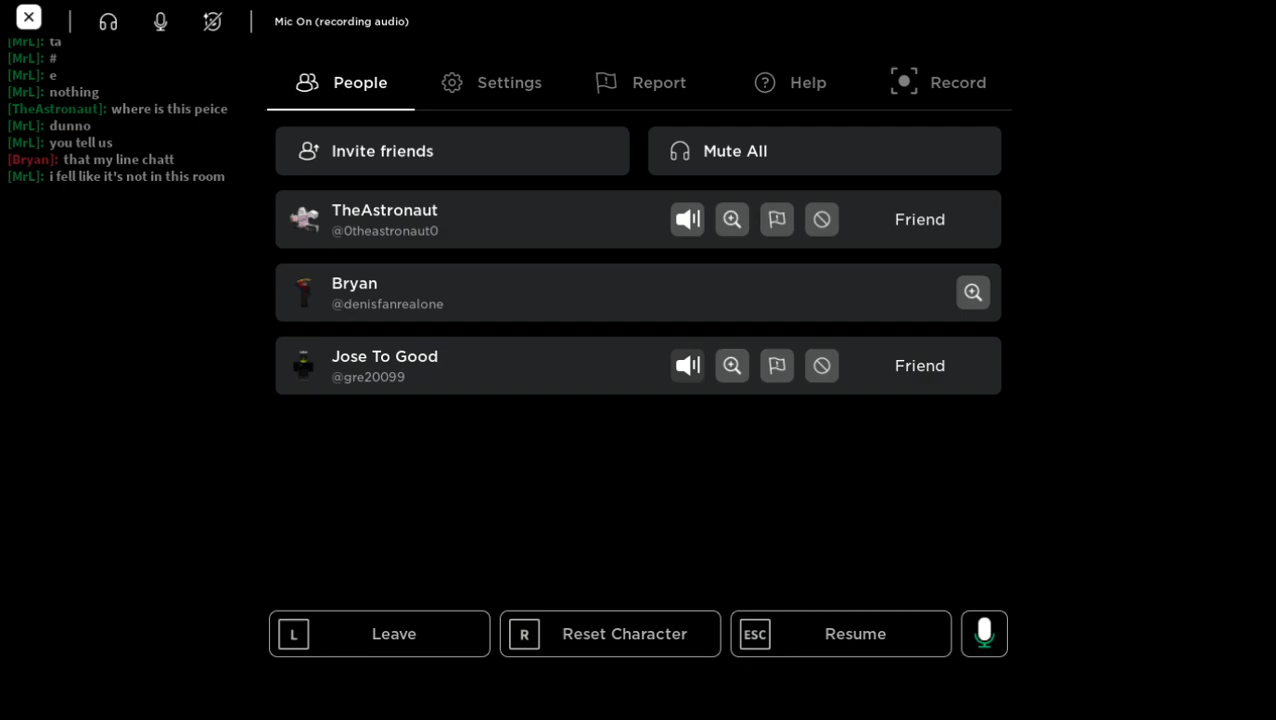 Mic On (recording audio)
[MrL]: ta
[MrL]: #
[MrL]: e
[MrL]: nothing
[TheAstronaut]: where is this peice
[MrL]: dunno
[MrL]: you tell us
[Bryan]: that my line chatt
[MrL]: i fell like it's not in this room
People
Settings
Report
Help
Record
Invite friends
Mute All
TheAstronaut
@0theastronaut0
Friend
Bryan
@denisfanrealone
Jose To Good
@gre20099
Friend
L Leave
R Reset Character
ESC Resume